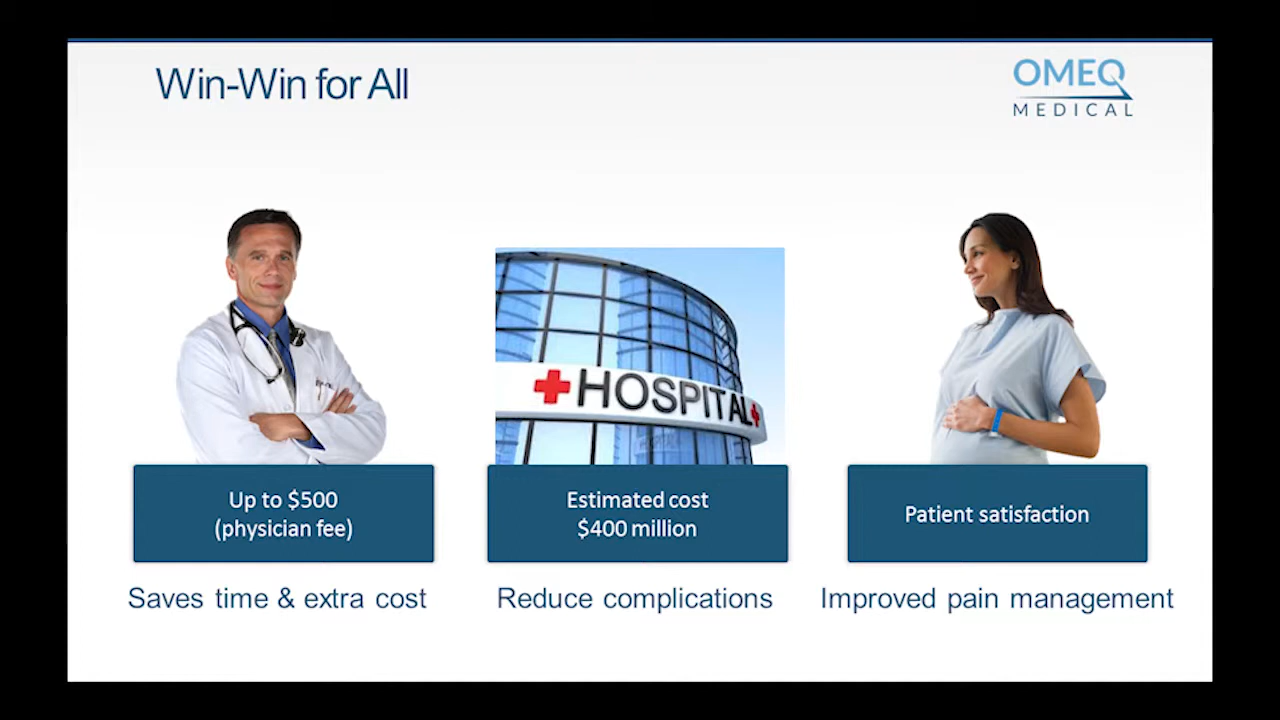 Win-Win for All
OMEQ
MEDICAL
HOSPITAL
Up to $500
(physician fee)
Estimated cost
$400 million
Patient satisfaction
Saves time & extra cost
Reduce complications
Improved pain management